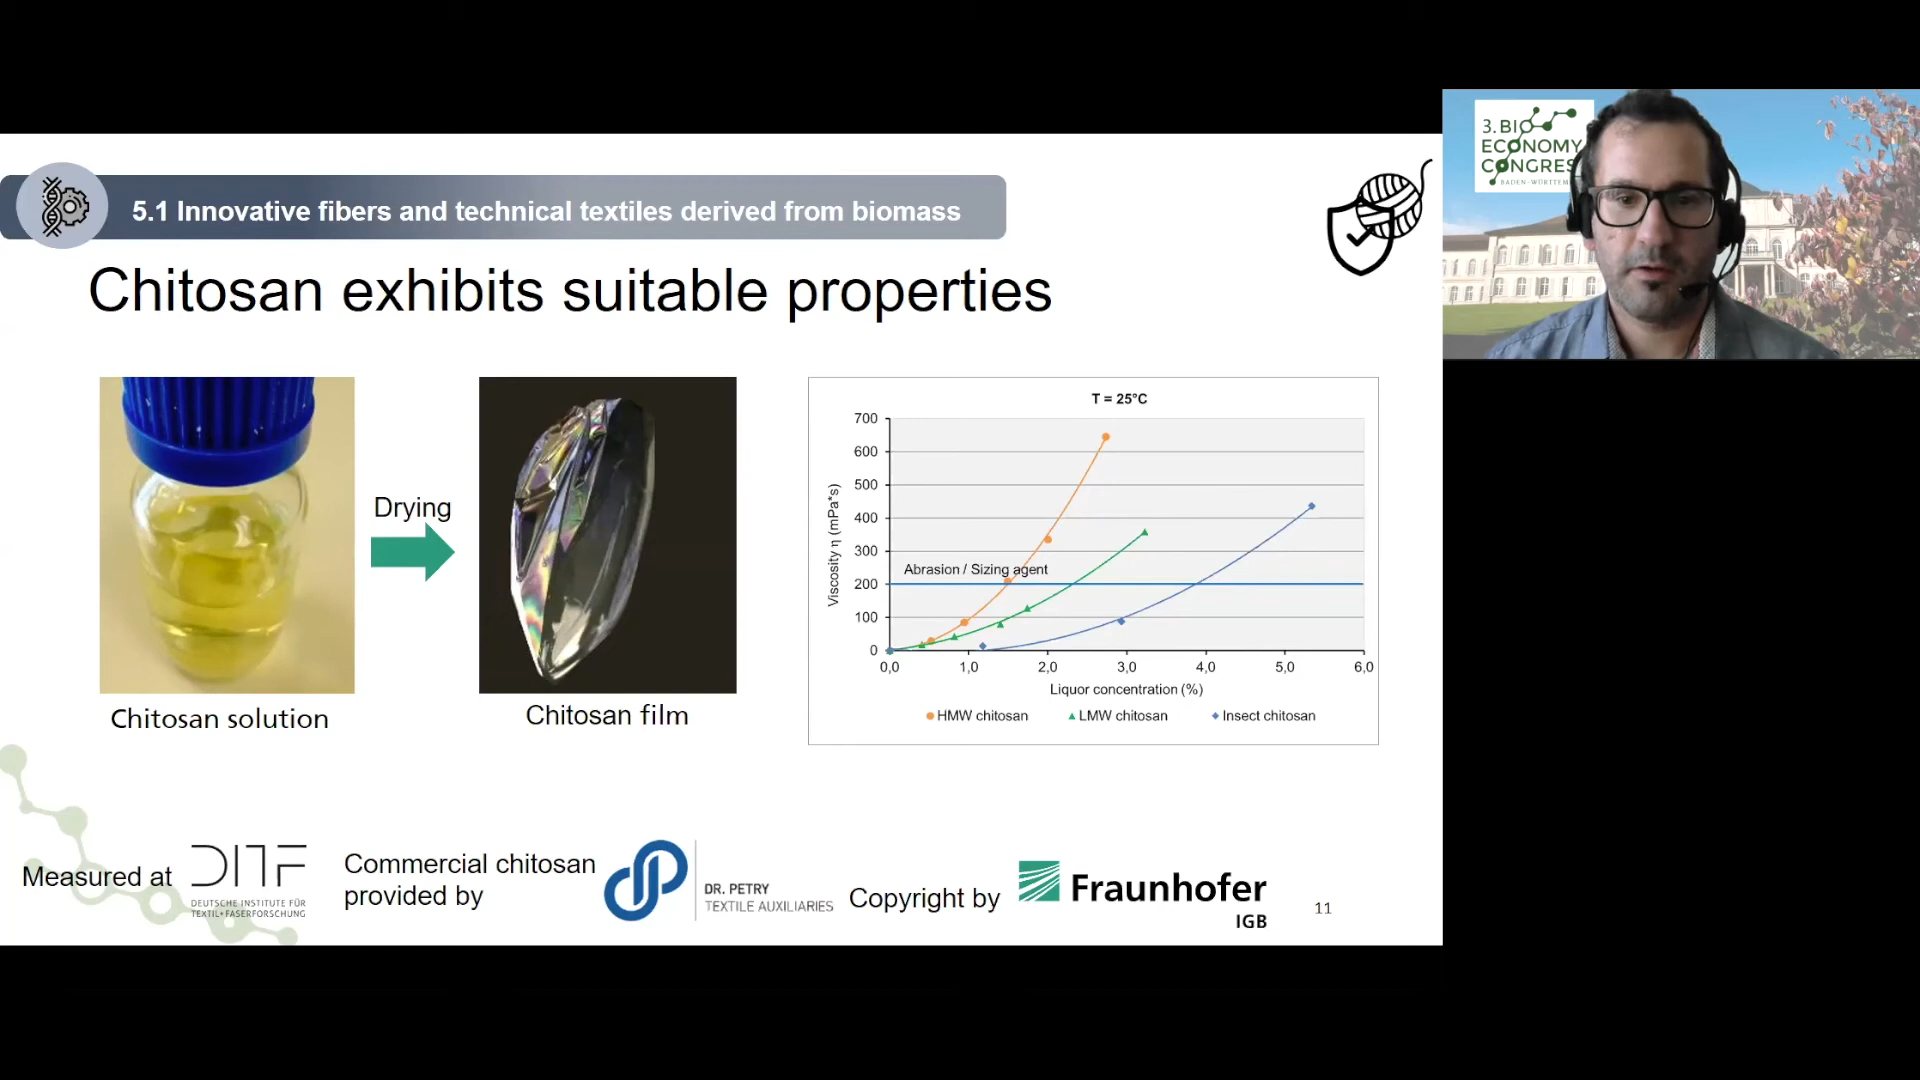 5.1 Innovative fibers and technical textiles derived from biomass
Chitosan exhibits suitable properties
Drying
Chitosan solution
Chitosan film
T = 25°C
Viscosity η (mPa*s)
700
600
500
400
300
200
100
0
Abrasion / Sizing agent
0,0 1,0 2,0 3,0 4,0 5,0 6,0
Liquor concentration (%)
HMW chitosan LMW chitosan Insect chitosan
Measured at
DITF
DEUTSCHE INSTITUTE FÜR
TEXTIL+FASERFORSCHUNG
Commercial chitosan
provided by
DR. PETRY
TEXTILE AUXILIARIES
Copyright by
Fraunhofer
IGB
11
3. BIO
ECONOMY
CONGRES
BADEN-WÜRTTEM